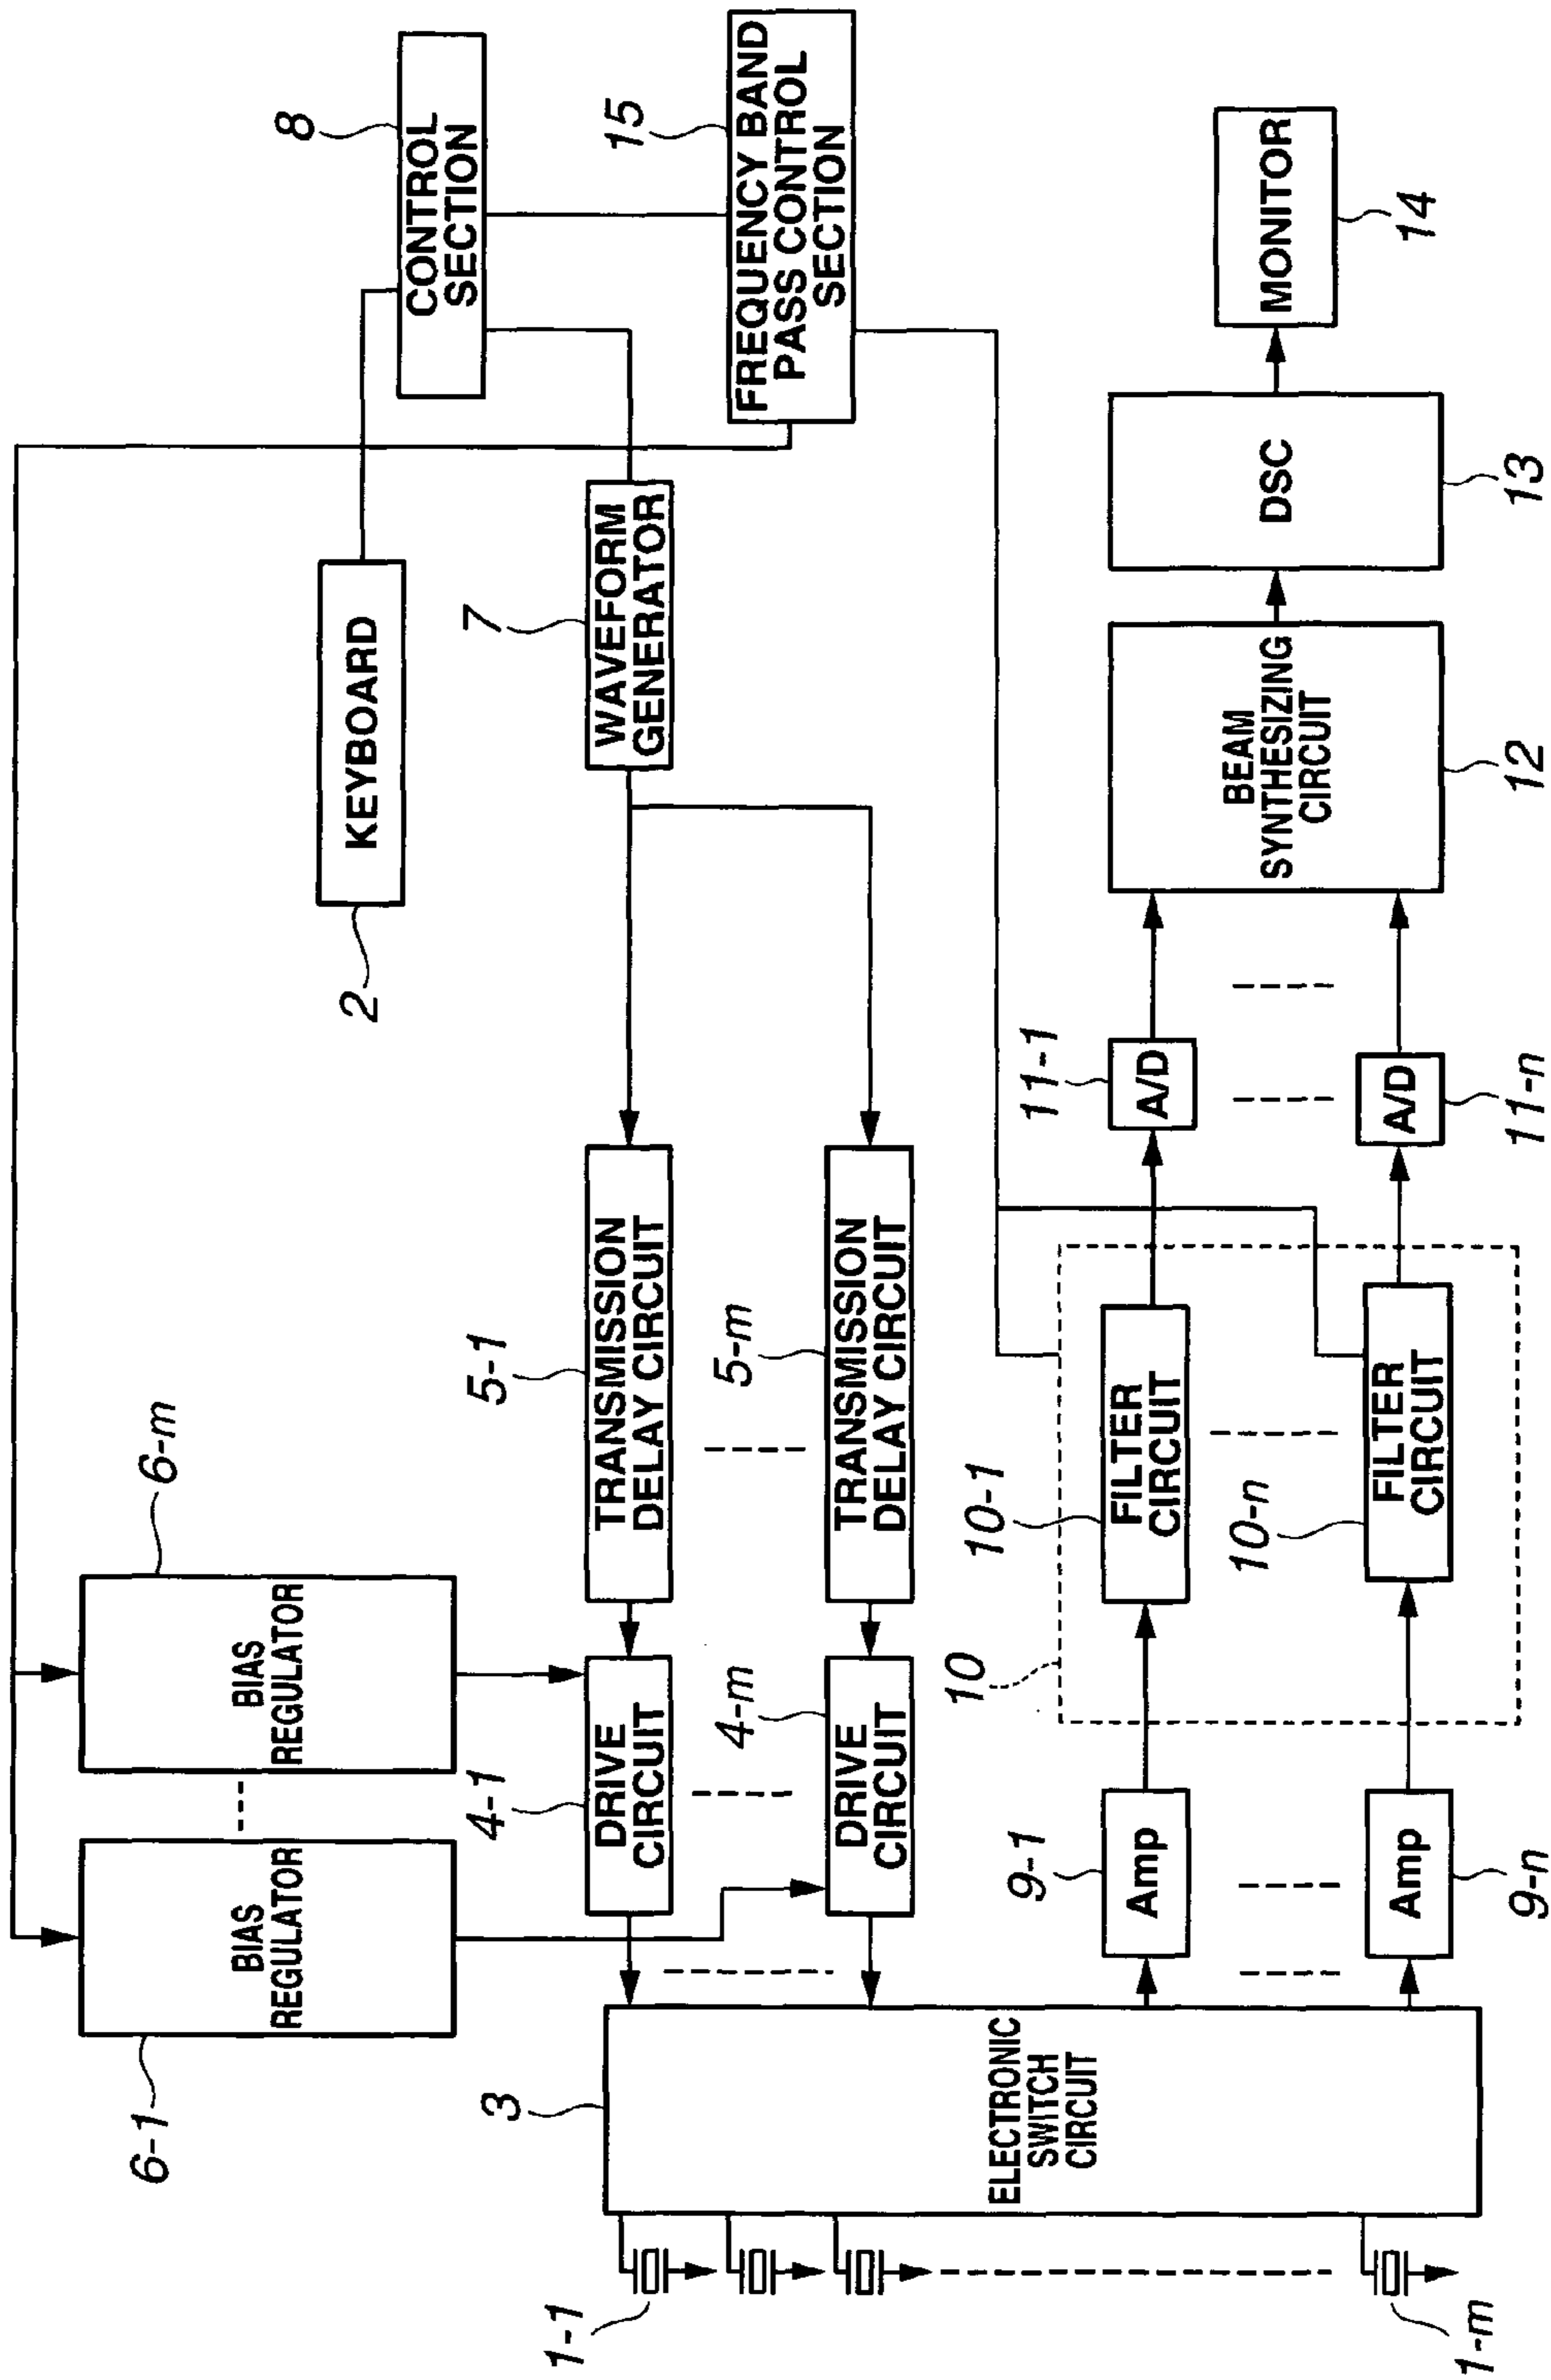 6-1
BIAS
REGULATOR
6-m
BIAS
REGULATOR
2
KEYBOARD
8
CONTROL
SECTION
3
ELECTRONIC
SWITCH
CIRCUIT
4-1
DRIVE
CIRCUIT
5-1
TRANSMISSION
DELAY CIRCUIT
7
WAVEFORM
GENERATOR
15
FREQUENCY BAND
PASS CONTROL
SECTION
4-m
DRIVE
CIRCUIT
5-m
TRANSMISSION
DELAY CIRCUIT
1-1
1-m
9-1
Amp
10
10-1
FILTER
CIRCUIT
11-1
A/D
9-n
Amp
10-n
FILTER
CIRCUIT
11-n
A/D
BEAM
SYNTHESIZING
CIRCUIT
12
DSC
13
MONITOR
14